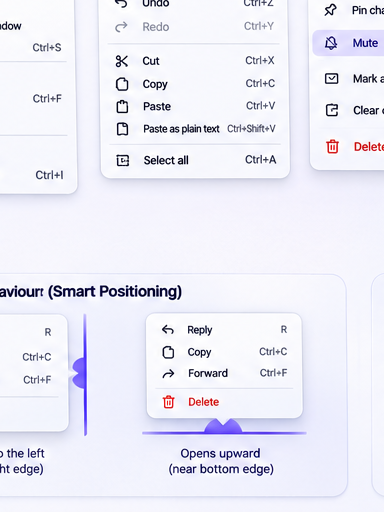 Undo Ctrl+Z
Redo Ctrl+Y
Cut Ctrl+X
Copy Ctrl+C
Paste Ctrl+V
Paste as plain text Ctrl+Shift+V
Select all Ctrl+A
ndow
Ctrl+S
Ctrl+F
Ctrl+I
Pin cha
Mute
Mark a
Clear c
Delete
aviour: (Smart Positioning)
R
Ctrl+C
Ctrl+F
o the left
ht edge)
Reply R
Copy Ctrl+C
Forward Ctrl+F
Delete
Opens upward
(near bottom edge)